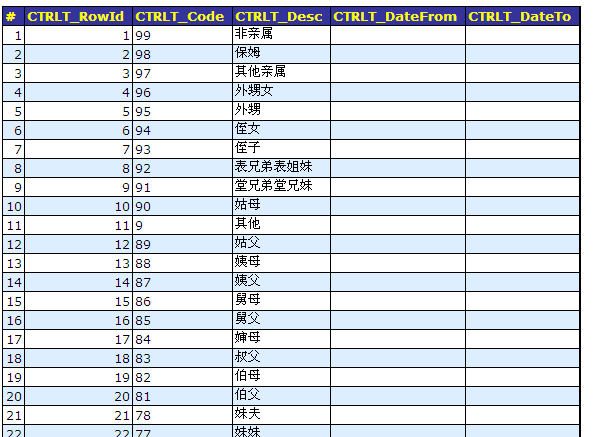 # CTRLT_RowId CTRLT_Code CTRLT_Desc CTRLT_DateFrom CTRLT_DateTo
1 1 99 非亲属
2 2 98 保姆
3 3 97 其他亲属
4 4 96 外甥女
5 5 95 外甥
6 6 94 侄女
7 7 93 侄子
8 8 92 表兄弟表姐妹
9 9 91 堂兄弟堂兄妹
10 10 90 姑母
11 11 9 其他
12 12 89 姑父
13 13 88 姨母
14 14 87 姨父
15 15 86 舅母
16 16 85 舅父
17 17 84 婶母
18 18 83 叔父
19 19 82 伯母
20 20 81 伯父
21 21 78 妹夫
22 22 77 妹妹